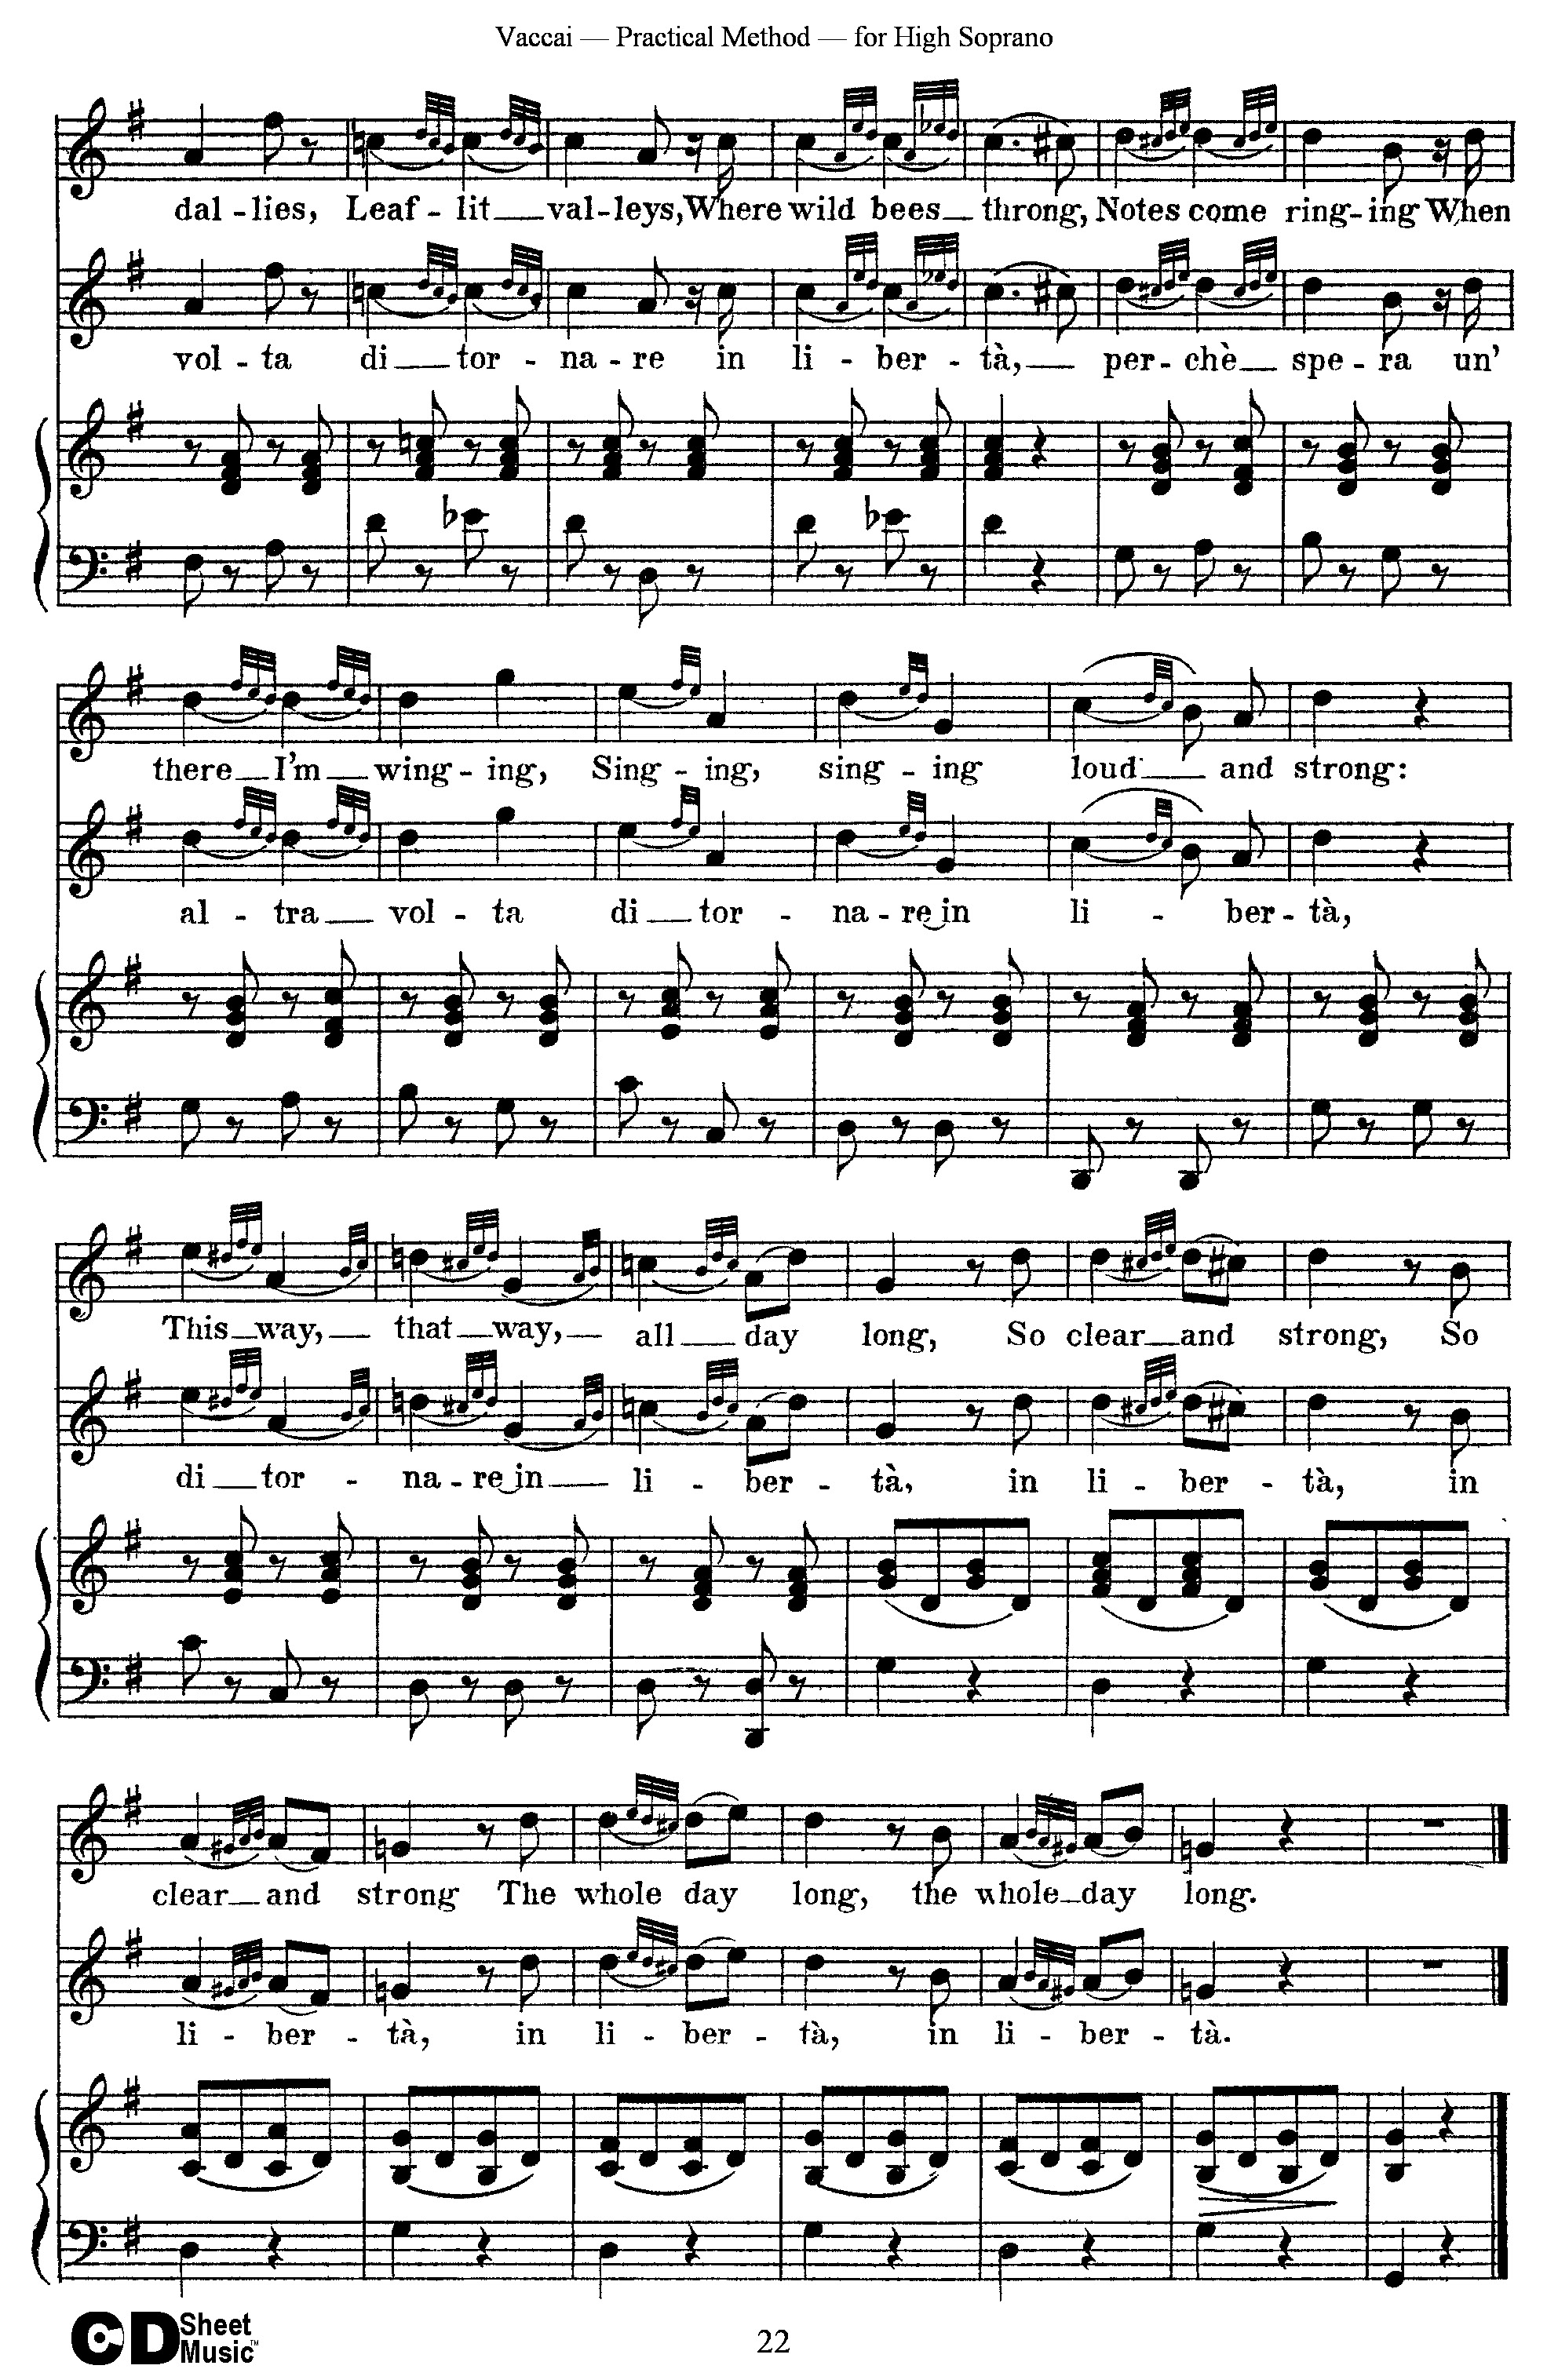 Vaccai — Practical Method — for High Soprano
dal - lies, Leaf - lit val - leys, Where wild bees throng, Notes come ring - ing When
vol - ta di tor - na - re in li - ber - tà, per - chè spe - ra un'
there I'm wing - ing, Sing - ing, sing - ing loud and strong:
al - tra vol - ta di tor - na - re in li - ber - tà,
This way, that way, all day long, So clear and strong, So
di tor - na - re in li - ber - tà, in li - ber - tà, in
clear and strong The whole day long, the whole day long.
li - ber - tà, in li - ber - tà, in li - ber - tà.
CD Sheet Music™
22